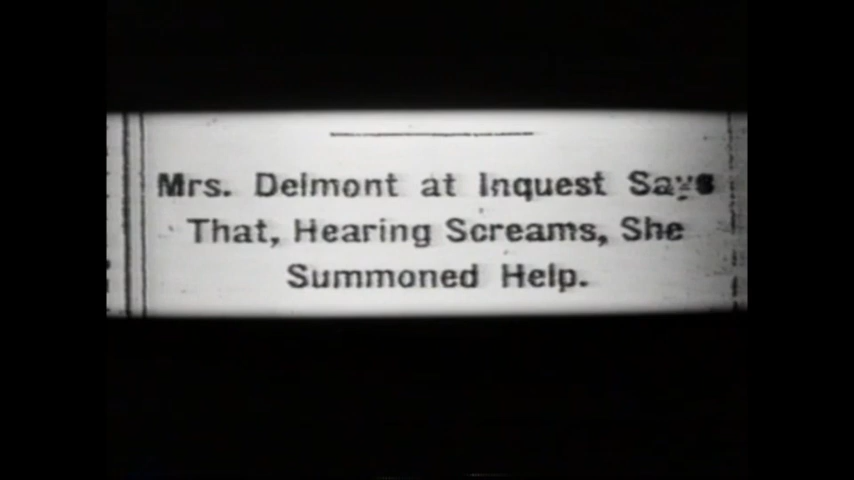 Mrs. Delmont at Inquest Says
That, Hearing Screams, She
Summoned Help.